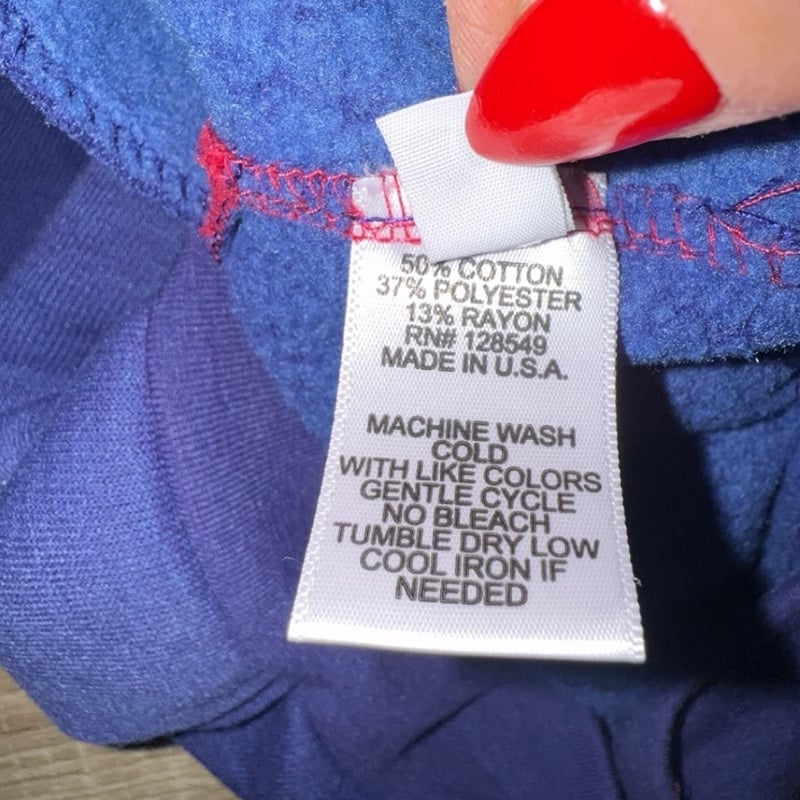 50% COTTON
37% POLYESTER
13% RAYON
RN# 128549
MADE IN U.S.A.
MACHINE WASH
COLD
WITH LIKE COLORS
GENTLE CYCLE
NO BLEACH
TUMBLE DRY LOW
COOL IRON IF
NEEDED